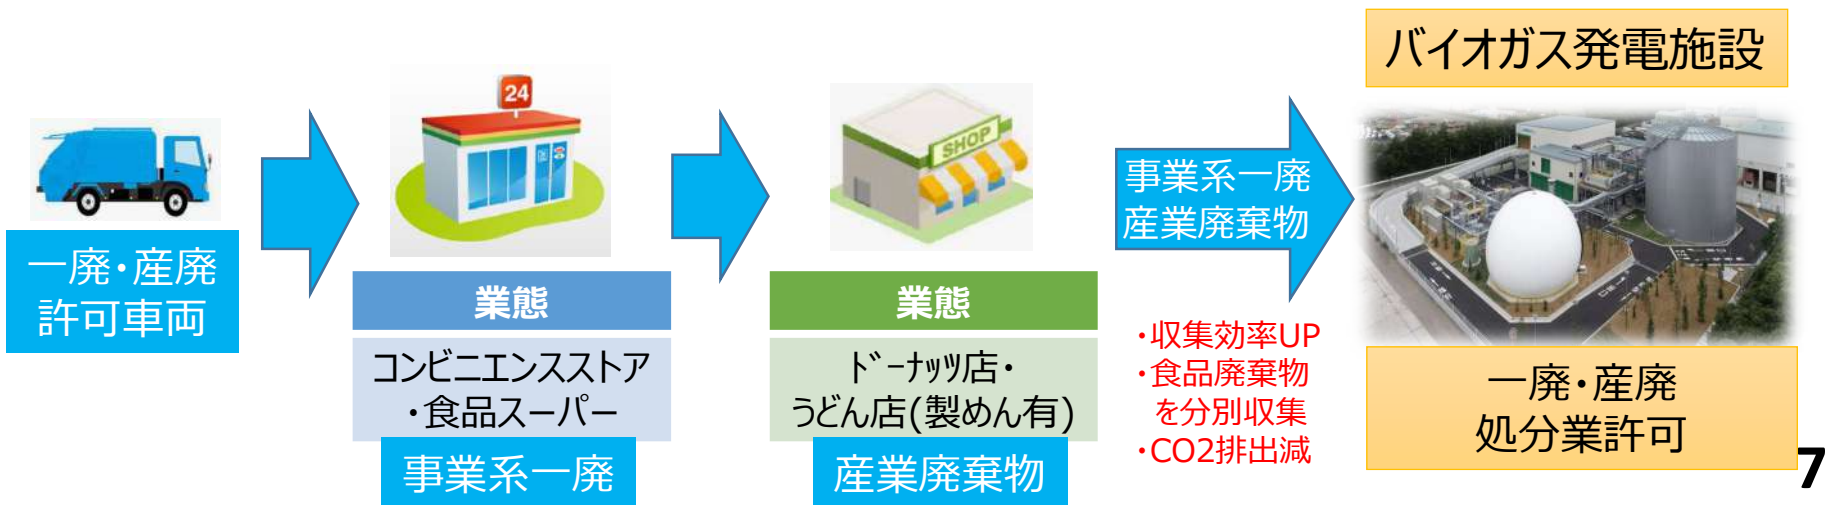 一廃・産廃
許可車両
24
業態
コンビニエンスストア
・食品スーパー
事業系一廃
SHOP
業態
ﾄﾞｰﾅｯﾂ店・
うどん店(製めん有)
産業廃棄物
事業系一廃
産業廃棄物
・収集効率UP
・食品廃棄物
を分別収集
・CO2排出減
バイオガス発電施設
一廃・産廃
処分業許可
7